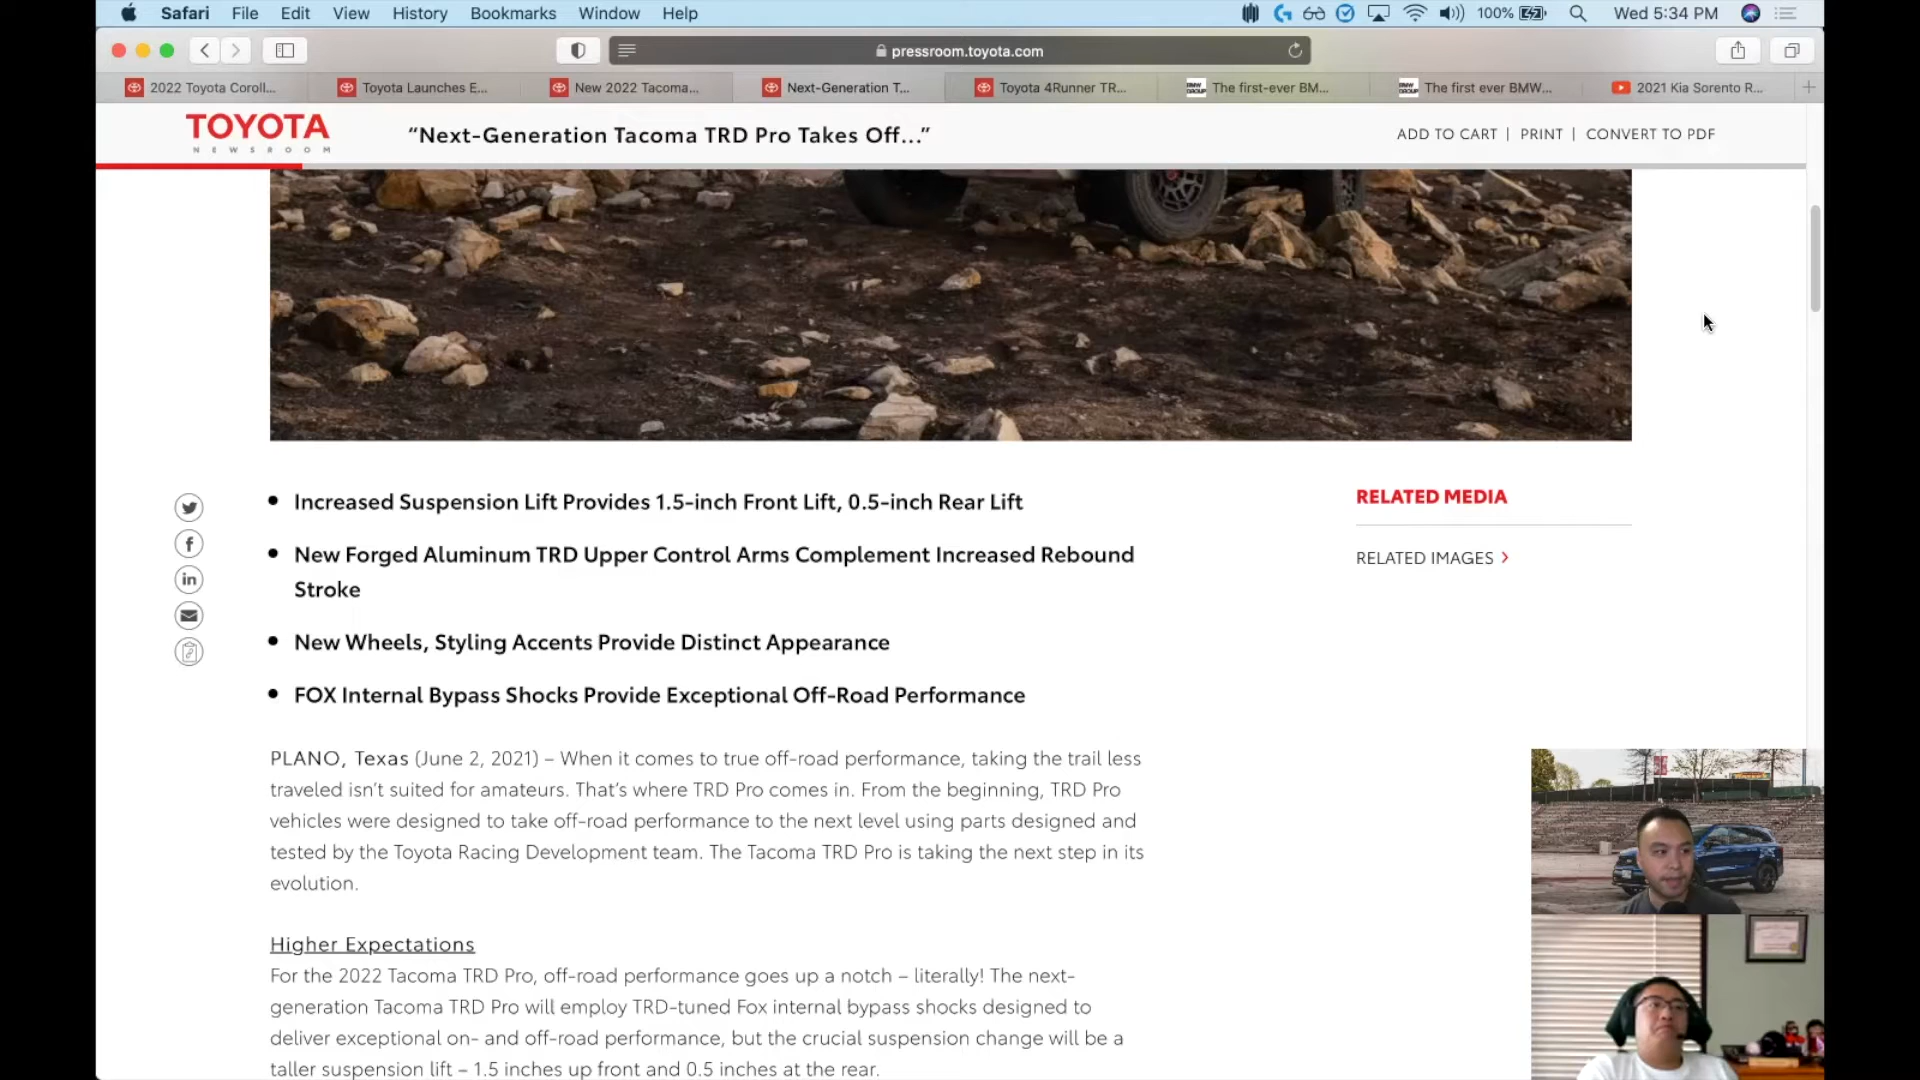 Safari File Edit View History Bookmarks Window Help 100% Wed 5:34 PM
pressroom.toyota.com
2022 Toyota Coroll... Toyota Launches E... New 2022 Tacoma... Next-Generation T... Toyota 4Runner TR... The first-ever BM... The first ever BMW... 2021 Kia Sorento R...
TOYOTA
NEWSROOM
“Next-Generation Tacoma TRD Pro Takes Off...”
ADD TO CART | PRINT | CONVERT TO PDF
• Increased Suspension Lift Provides 1.5-inch Front Lift, 0.5-inch Rear Lift
• New Forged Aluminum TRD Upper Control Arms Complement Increased Rebound
Stroke
• New Wheels, Styling Accents Provide Distinct Appearance
• FOX Internal Bypass Shocks Provide Exceptional Off-Road Performance
RELATED MEDIA
RELATED IMAGES >
PLANO, Texas (June 2, 2021) – When it comes to true off-road performance, taking the trail less
traveled isn’t suited for amateurs. That’s where TRD Pro comes in. From the beginning, TRD Pro
vehicles were designed to take off-road performance to the next level using parts designed and
tested by the Toyota Racing Development team. The Tacoma TRD Pro is taking the next step in its
evolution.
Higher Expectations
For the 2022 Tacoma TRD Pro, off-road performance goes up a notch – literally! The next-
generation Tacoma TRD Pro will employ TRD-tuned Fox internal bypass shocks designed to
deliver exceptional on- and off-road performance, but the crucial suspension change will be a
taller suspension lift – 1.5 inches up front and 0.5 inches at the rear.